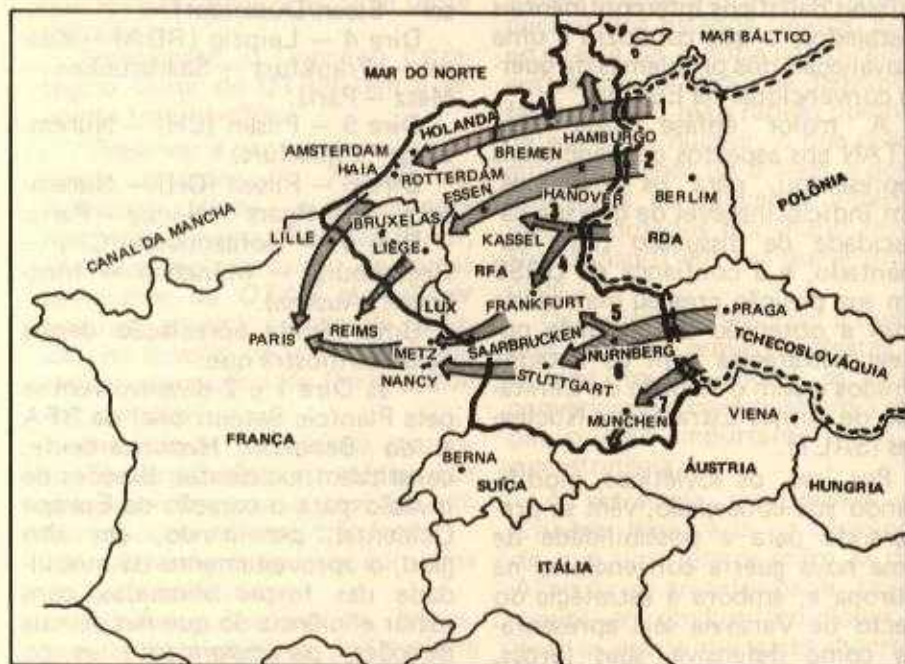 MAR BÁLTICO
MAR DO NORTE
1
HOLANDA
HAMBURGO
AMSTERDAM
BREMEN
2
HAIA
ROTTERDAM
ESSEN
HANOVER
BERLIM
POLÔNIA
CANAL DA MANCHA
BRUXELAS
3
LILLE
LIÉGE
KASSEL
RDA
4
RFA
LUX
FRANKFURT
5
PRAGA
PARIS
REIMS
SAARBRUCKEN
TCHECOSLOVÁQUIA
METZ
NURNBERG
NANCY
STUTTGART
6
7
VIENA
MUNCHEN
FRANÇA
BERNA
ÁUSTRIA
SUÍÇA
HUNGRIA
ITÁLIA